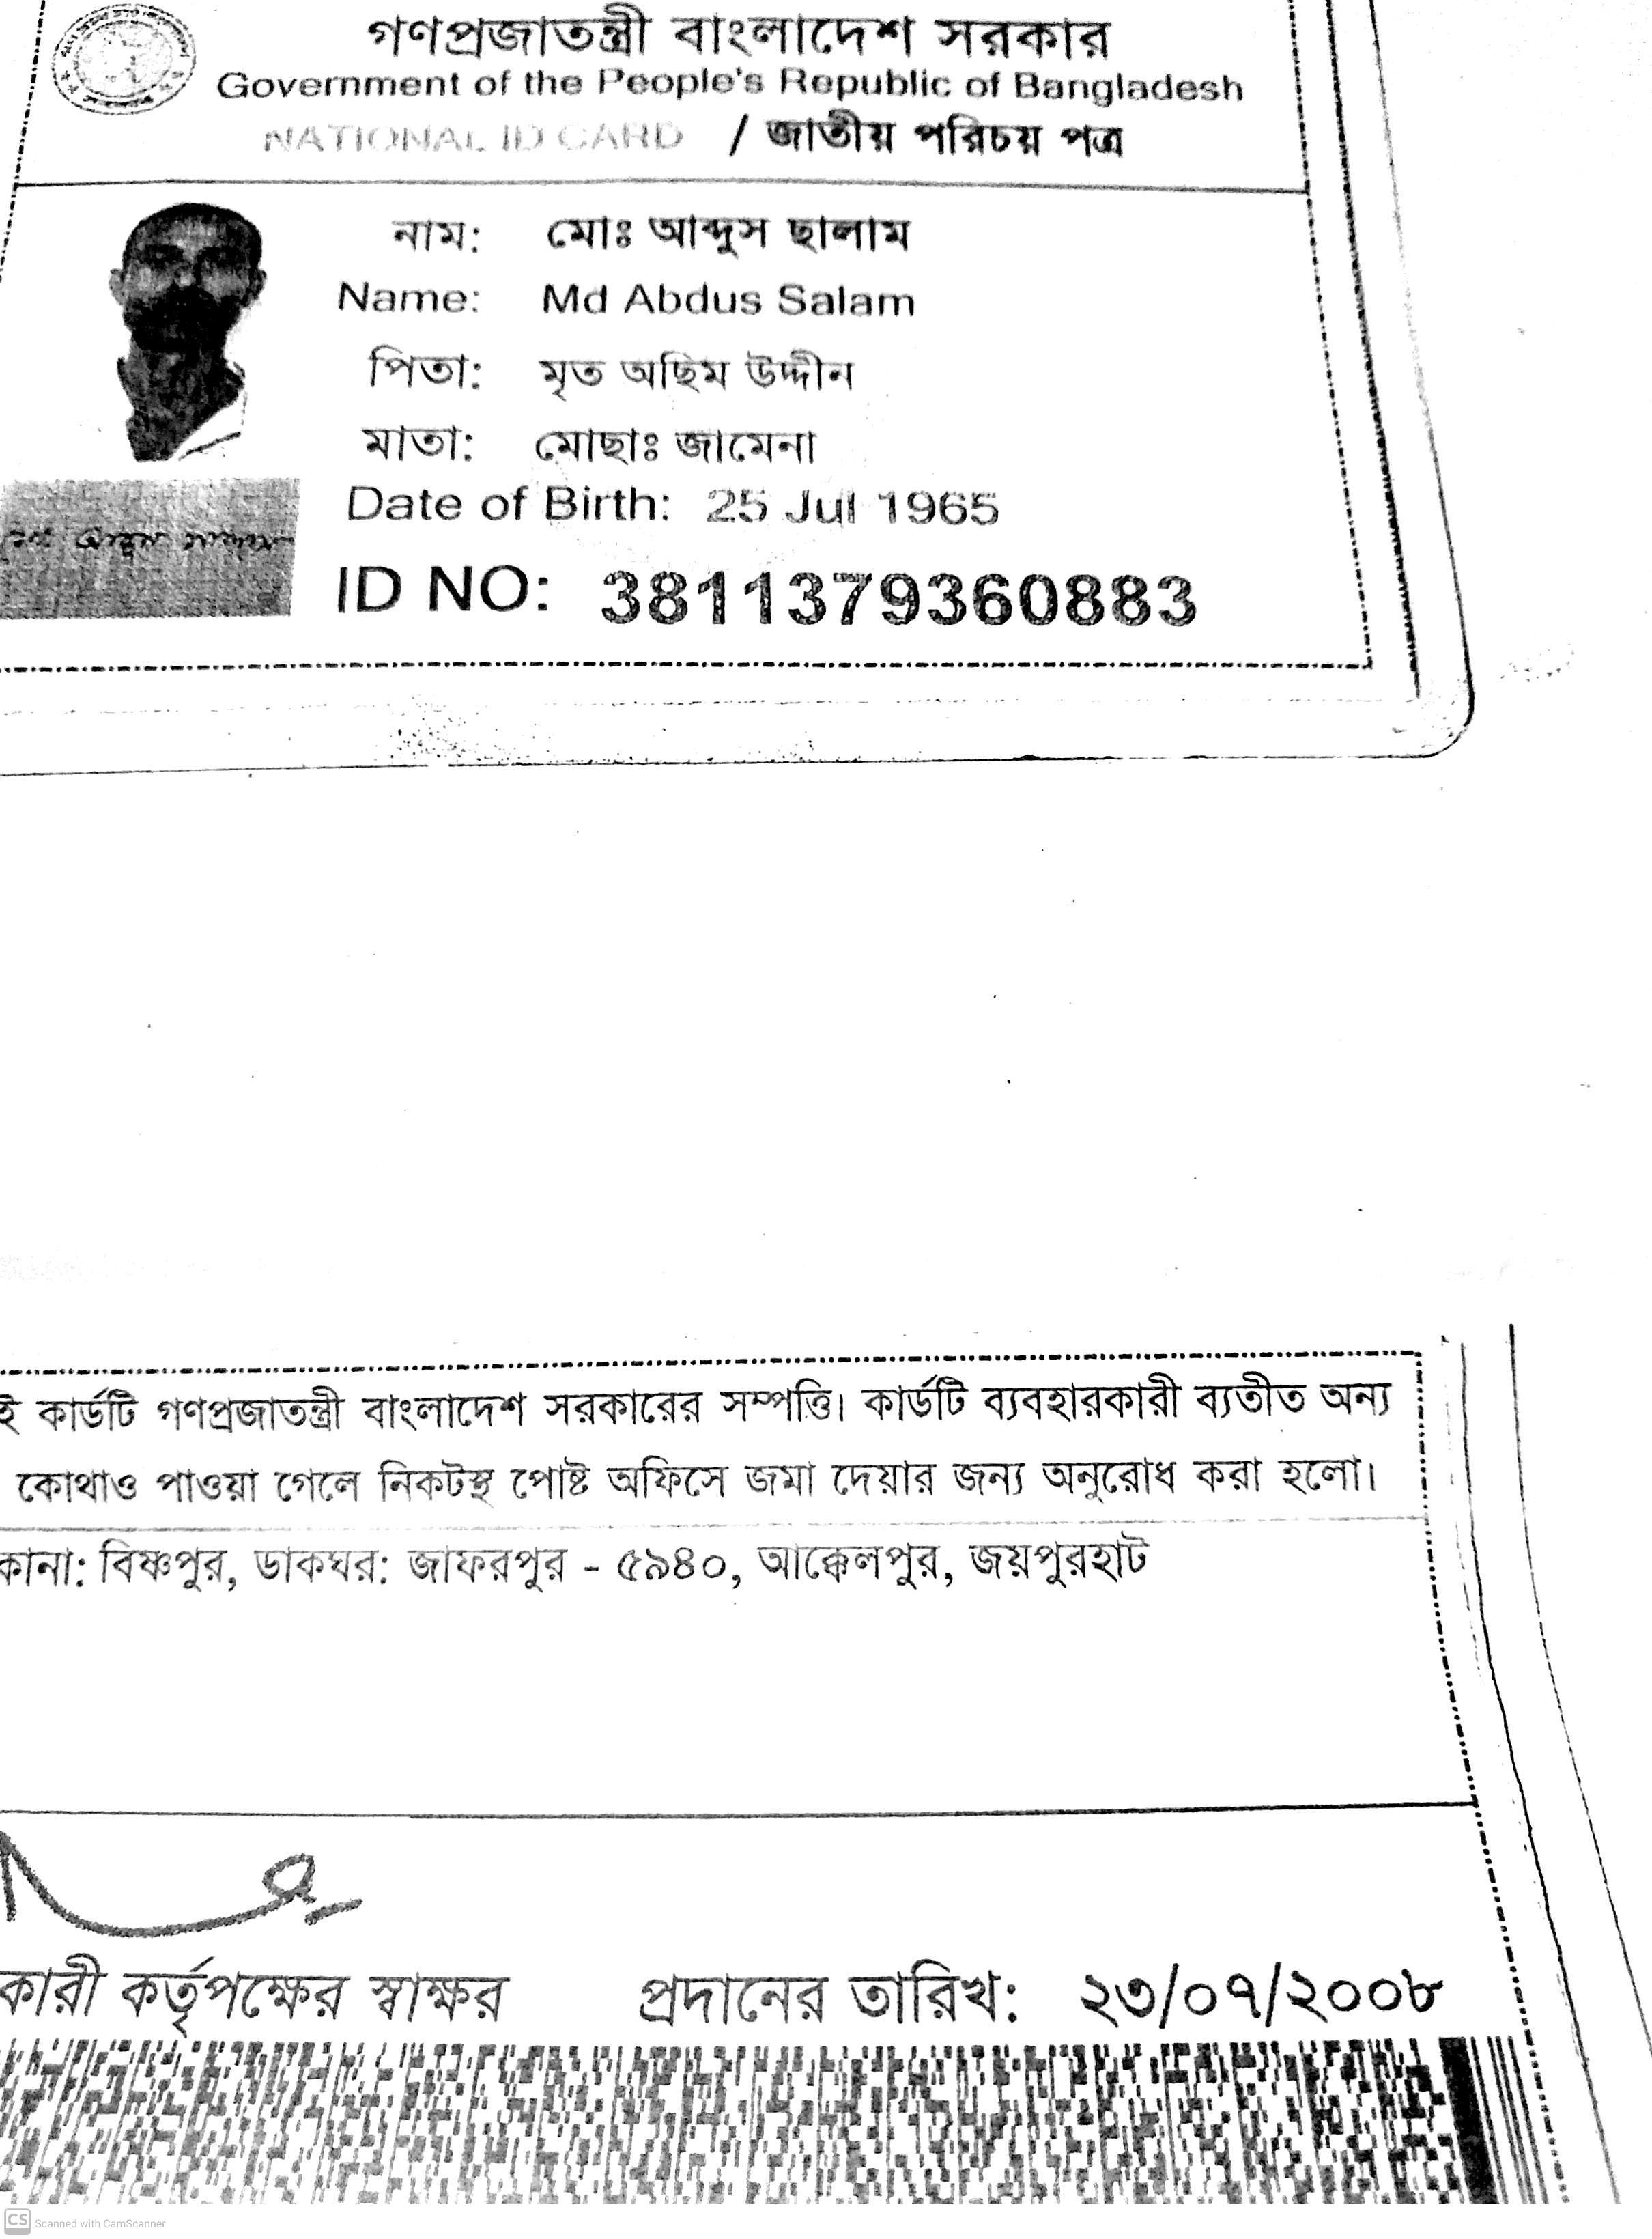 গণপ্রজাতন্ত্রী বাংলাদেশ সরকার
Government of the People's Republic of Bangladesh
NATIONAL ID CARD / জাতীয় পরিচয় পত্র
নাম: মোঃ আব্দুস ছালাম
Name: Md Abdus Salam
পিতা: মৃত অছিম উদ্দীন
মাতা: মোছাঃ জামেনা
Date of Birth: 25 Jul 1965
ID NO: 3811379360883
ই কার্ডটি গণপ্রজাতন্ত্রী বাংলাদেশ সরকারের সম্পত্তি। কার্ডটি ব্যবহারকারী ব্যতীত অন্য
কোথাও পাওয়া গেলে নিকটস্থ পোষ্ট অফিসে জমা দেয়ার জন্য অনুরোধ করা হলো।
কানা: বিষ্ণপুর, ডাকঘর: জাফরপুর - ৫৯৪০, আক্কেলপুর, জয়পুরহাট
কারী কর্তৃপক্ষের স্বাক্ষর প্রদানের তারিখ: ২৩/০৭/২০০৮
CS Scanned with CamScanner